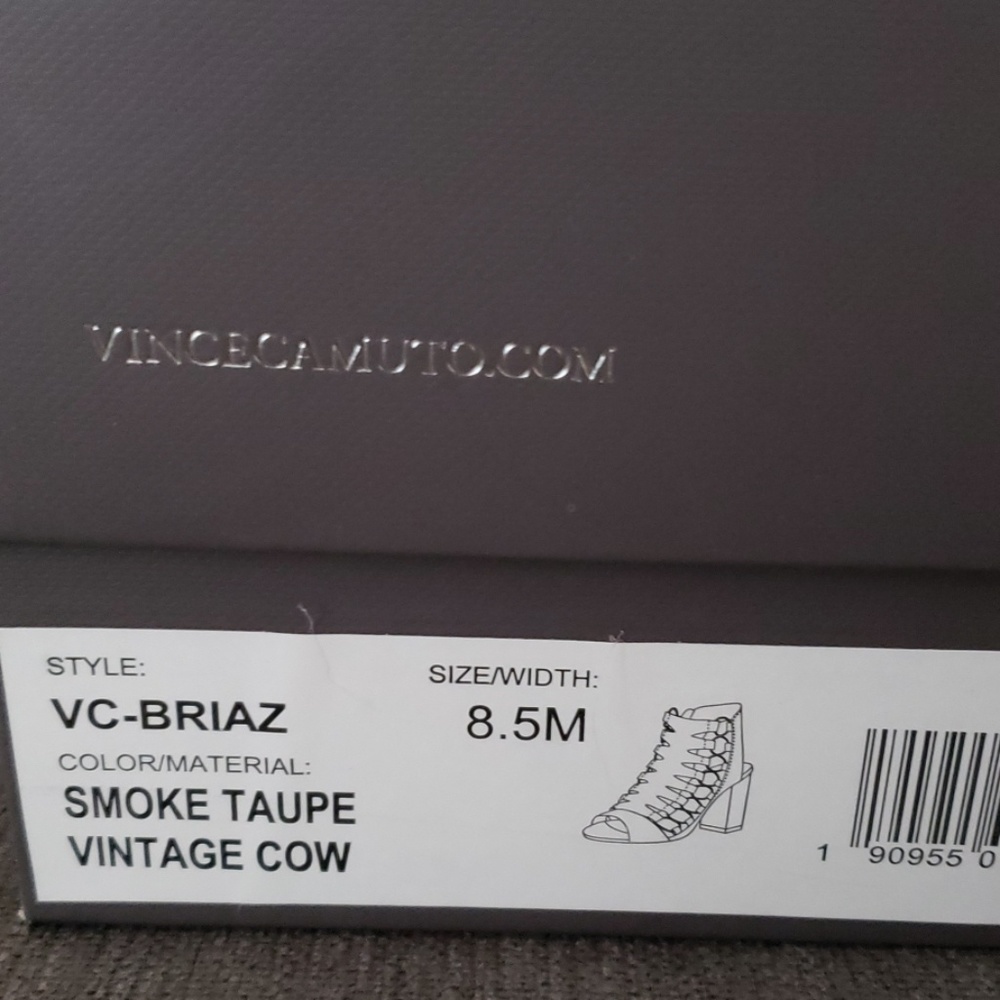 VINCECAMUTO.COM
STYLE:
VC-BRIAZ
COLOR/MATERIAL:
SMOKE TAUPE
VINTAGE COW
SIZE/WIDTH:
8.5M
1 90955 0